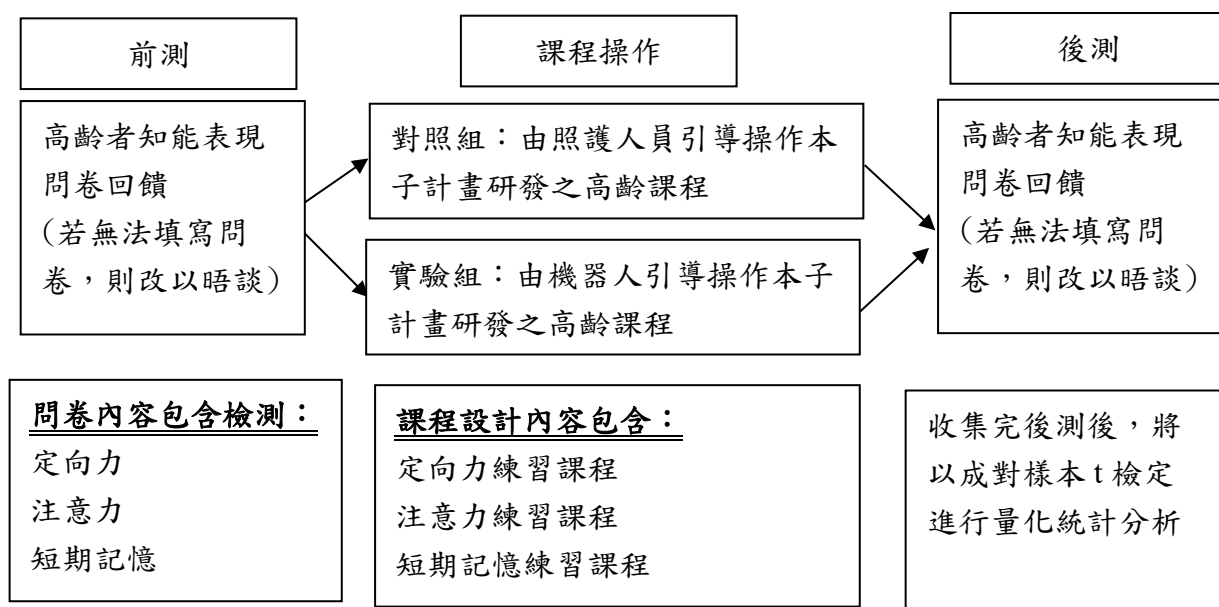 前測
課程操作
後測
高齡者知能表現
問卷回饋
(若無法填寫問
卷，則改以晤談)
對照組：由照護人員引導操作本
子計畫研發之高齡課程
實驗組：由機器人引導操作本子
計畫研發之高齡課程
高齡者知能表現
問卷回饋
(若無法填寫問
卷，則改以晤談)
問卷內容包含檢測：
定向力
注意力
短期記憶
課程設計內容包含：
定向力練習課程
注意力練習課程
短期記憶練習課程
收集完後測後，將
以成對樣本 t 檢定
進行量化統計分析